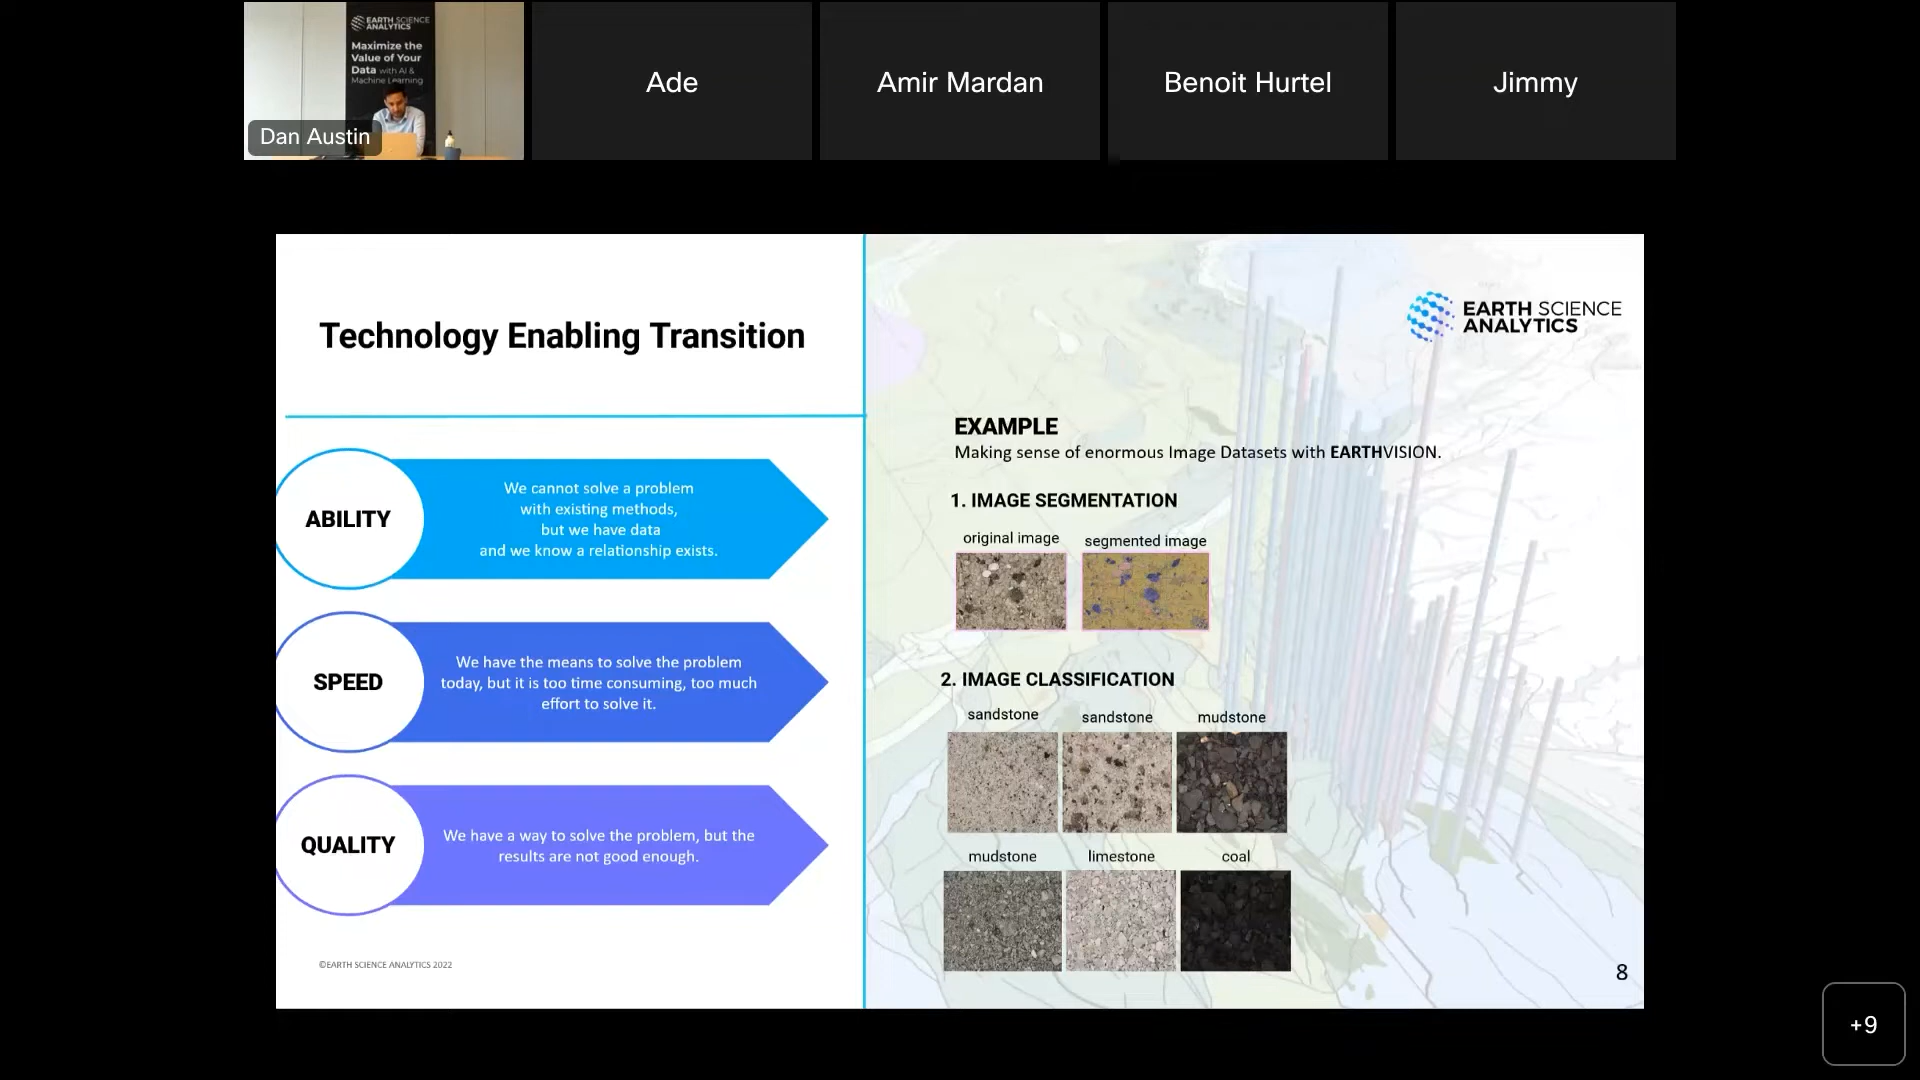 EARTH SCIENCE
ANALYTICS
Maximize the
Value of Your
Data with AI &
Machine Learning
Dan Austin
Ade
Amir Mardan
Benoit Hurtel
Jimmy
Technology Enabling Transition
EARTH SCIENCE
ANALYTICS
ABILITY
We cannot solve a problem
with existing methods,
but we have data
and we know a relationship exists.
SPEED
We have the means to solve the problem
today, but it is too time consuming, too much
effort to solve it.
QUALITY
We have a way to solve the problem, but the
results are not good enough.
©EARTH SCIENCE ANALYTICS 2022
EXAMPLE
Making sense of enormous Image Datasets with EARTHVISION.
1. IMAGE SEGMENTATION
original image
segmented image
2. IMAGE CLASSIFICATION
sandstone
sandstone
mudstone
mudstone
limestone
coal
8
+9